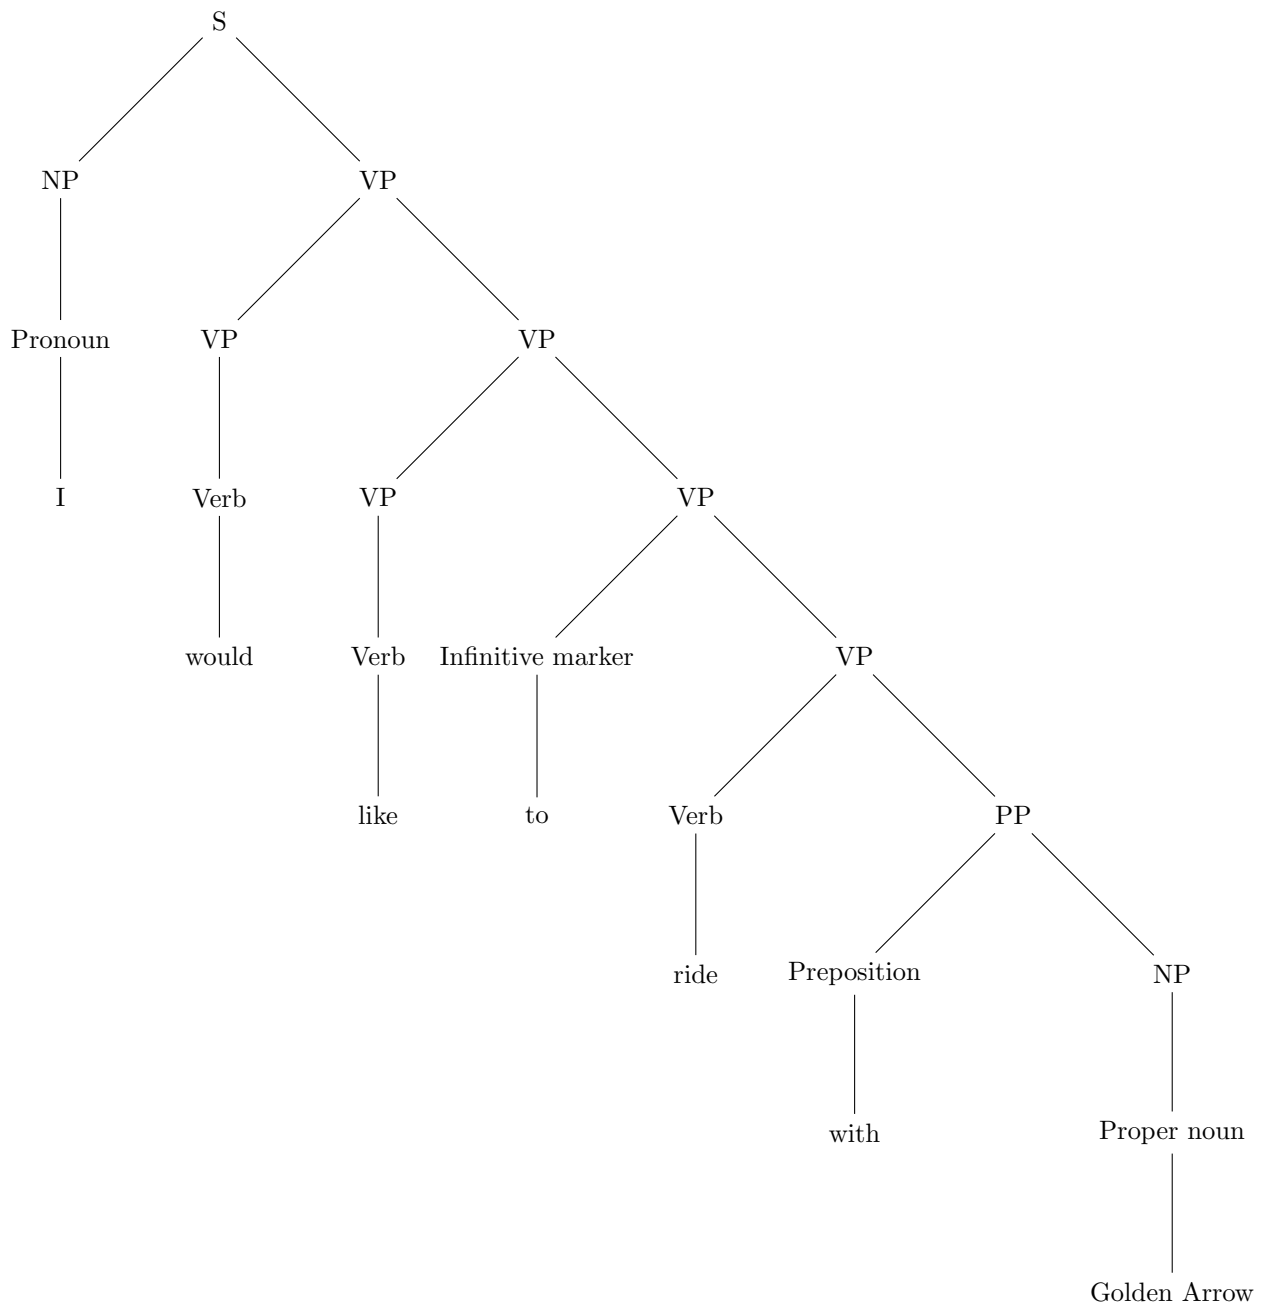 S
NP VP
Pronoun VP VP
I Verb VP VP
would Verb Infinitive marker VP
like to Verb PP
ride Preposition NP
with Proper noun
Golden Arrow